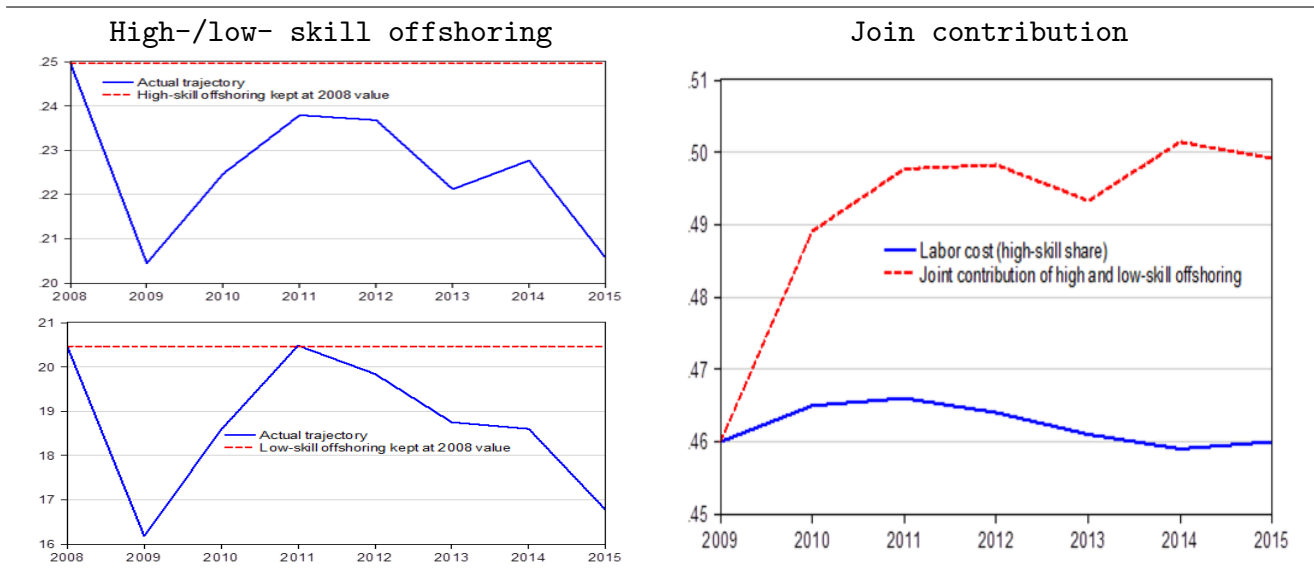 High-/low- skill offshoring
.25
.24
.23
.22
.21
.20
Actual trajectory
High-skill offshoring kept at 2008 value
2008 2009 2010 2011 2012 2013 2014 2015
21
20
19
18
17
16
Actual trajectory
Low-skill offshoring kept at 2008 value
2008 2009 2010 2011 2012 2013 2014 2015
Join contribution
.51
.50
.49
.48
.47
.46
.45
Labor cost (high-skill share)
Joint contribution of high and low-skill offshoring
2009 2010 2011 2012 2013 2014 2015